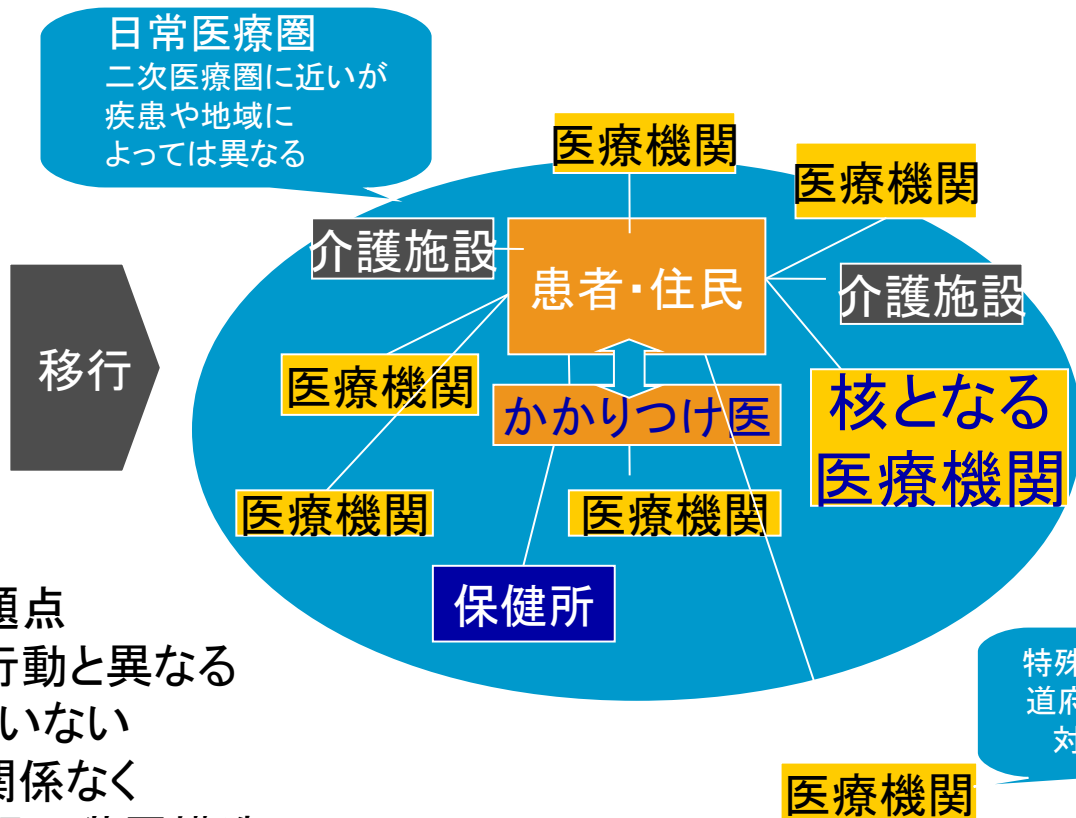 日常医療圏
二次医療圏に近いが
疾患や地域に
よっては異なる
医療機関
医療機関
介護施設
患者・住民
介護施設
移行
医療機関
かかりつけ医
核となる
医療機関
医療機関
医療機関
保健所
題点
行動と異なる
いない
関係なく
特殊
道府
対
医療機関